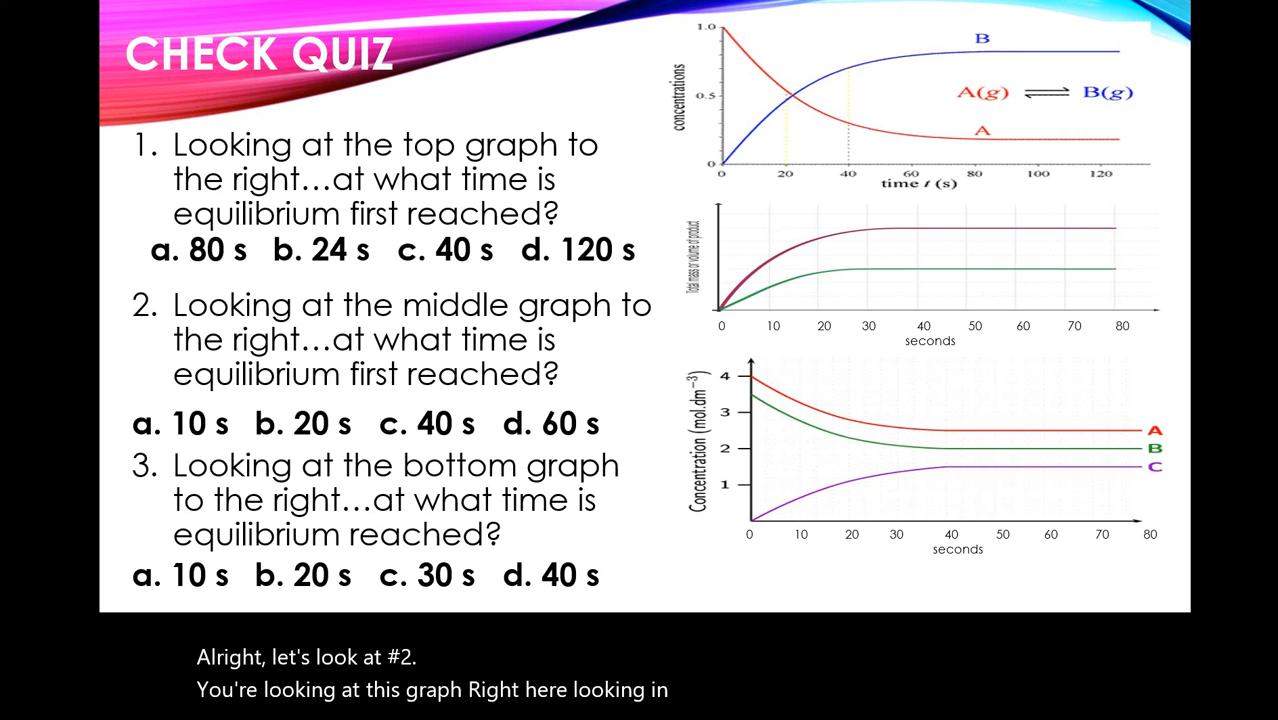 CHECK QUIZ
1. Looking at the top graph to
the right...at what time is
equilibrium first reached?
a. 80 s b. 24 s c. 40 s d. 120 s
2. Looking at the middle graph to
the right...at what time is
equilibrium first reached?
a. 10 s b. 20 s c. 40 s d. 60 s
3. Looking at the bottom graph
to the right...at what time is
equilibrium reached?
a. 10 s b. 20 s c. 30 s d. 40 s
1.0
0.5
0
concentrations
B
A(g) ⇌ B(g)
A
0 20 40 60 80 100 120
time t (s)
Total mass or volume of product
0 10 20 30 40 50 60 70 80
seconds
Concentration (mol.dm⁻³)
4
3
2
1
A
B
C
0 10 20 30 40 50 60 70 80
seconds
Alright, let's look at #2.
You're looking at this graph Right here looking in